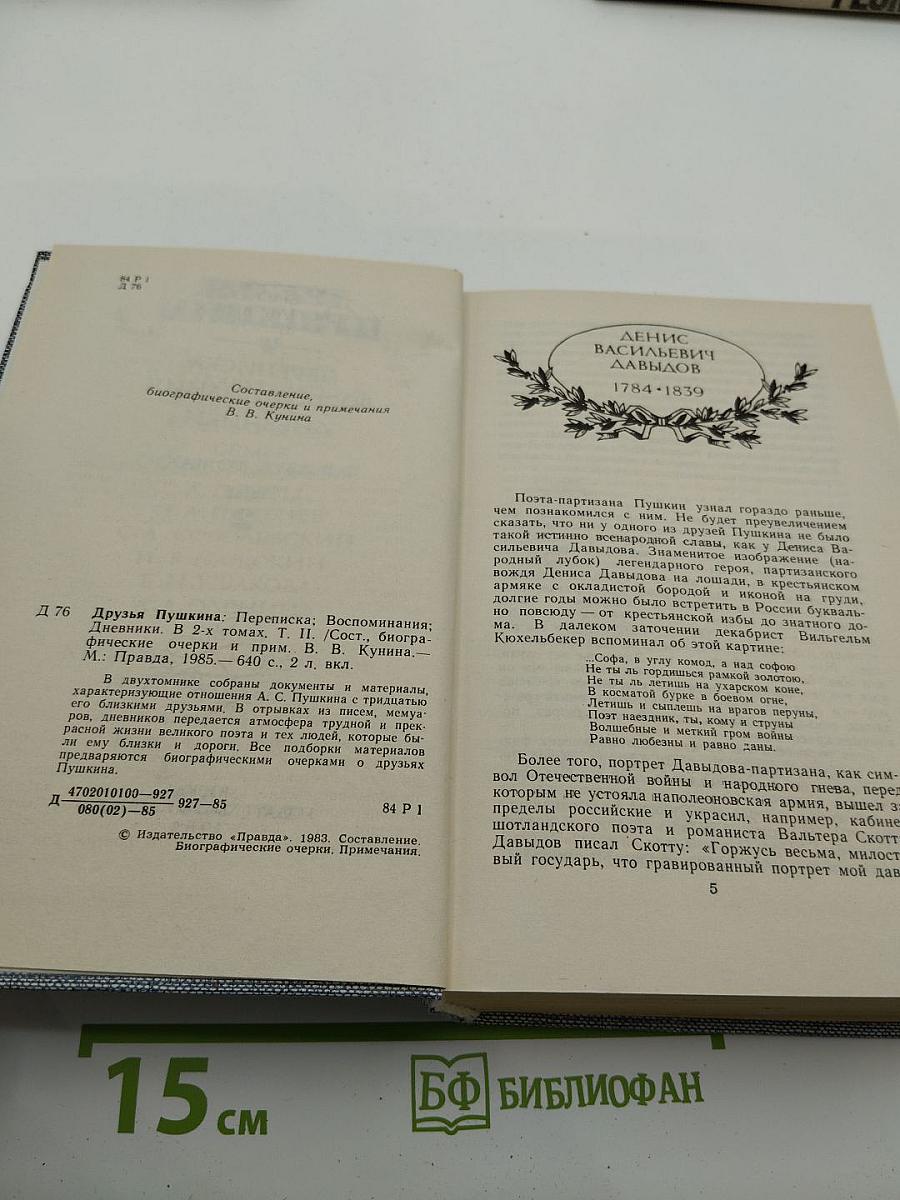 84 Р 1
Д 76
Составление,
биографические очерки и примечания
В. В. Кунина
Д 76 Друзья Пушкина: Переписка; Воспоминания;
Дневники. В 2-х томах. Т. II. /Сост., биогра-
фические очерки и прим. В. В. Кунина.—
М.: Правда, 1985.— 640 с., 2 л. вкл.
В двухтомнике собраны документы и материалы,
характеризующие отношения А. С. Пушкина с тридцатью
его близкими друзьями. В отрывках из писем, мемуа-
ров, дневников передается атмосфера трудной и прек-
расной жизни великого поэта и тех людей, которые бы-
ли ему близки и дороги. Все подборки материалов
предваряются биографическими очерками о друзьях
Пушкина.
Д 4702010100—927
080(02)—85 927—85
84 Р 1
© Издательство «Правда». 1983. Составление.
Биографические очерки. Примечания.
ДЕНИС
ВАСИЛЬЕВИЧ
ДАВЫДОВ
1784·1839
Поэта-партизана Пушкин узнал гораздо раньше,
чем познакомился с ним. Не будет преувеличением
сказать, что ни у одного из друзей Пушкина не было
такой истинно всенародной славы, как у Дениса Ва-
сильевича Давыдова. Знаменитое изображение (на-
родный лубок) легендарного героя, партизанского
вождя Дениса Давыдова на лошади, в крестьянском
армяке с окладистой бородой и иконой на груди,
долгие годы можно было встретить в России букваль-
но повсюду — от крестьянской избы до знатного до-
ма. В далеком заточении декабрист Вильгельм
Кюхельбекер вспоминал об этой картине:
...Софа, в углу комод, а над софою
Не ты ль гордишься рамкой золотою,
Не ты ль летишь на ухарском коне,
В косматой бурке в боевом огне,
Летишь и сыплешь на врагов перуны,
Поэт наездник, ты, кому и струны
Волшебные и меткий гром войны
Равно любезны и равно даны.
Более того, портрет Давыдова-партизана, как сим-
вол Отечественной войны и народного гнева, перед
которым не устояла наполеоновская армия, вышел з
пределы российские и украсил, например, кабине
шотландского поэта и романиста Вальтера Скотт
Давыдов писал Скотту: «Горжусь весьма, милост
вый государь, что гравированный портрет мой дав
5
15 см
БФ БИБЛИОФАН